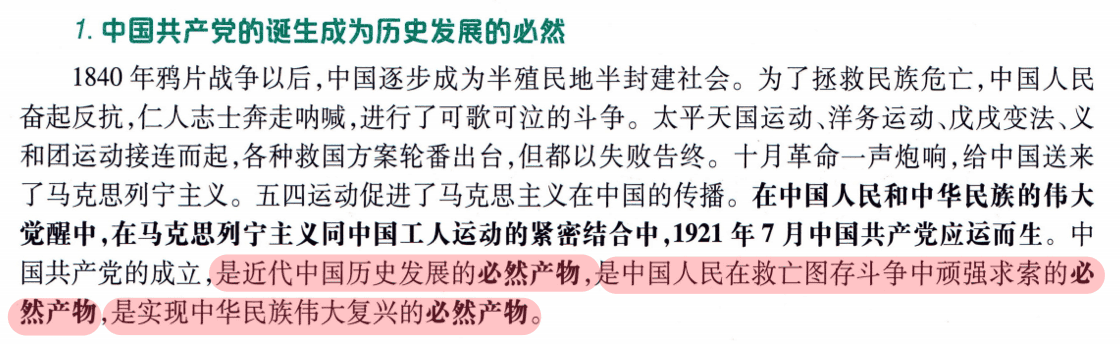 1. 中国共产党的诞生成为历史发展的必然
1840年鸦片战争以后,中国逐步成为半殖民地半封建社会。为了拯救民族危亡,中国人民
奋起反抗,仁人志士奔走呐喊,进行了可歌可泣的斗争。太平天国运动、洋务运动、戊戌变法、义
和团运动接连而起,各种救国方案轮番出台,但都以失败告终。十月革命一声炮响,给中国送来
了马克思列宁主义。五四运动促进了马克思主义在中国的传播。在中国人民和中华民族的伟大
觉醒中,在马克思列宁主义同中国工人运动的紧密结合中,1921年7月中国共产党应运而生。中
国共产党的成立,是近代中国历史发展的必然产物,是中国人民在救亡图存斗争中顽强求索的必
然产物,是实现中华民族伟大复兴的必然产物。